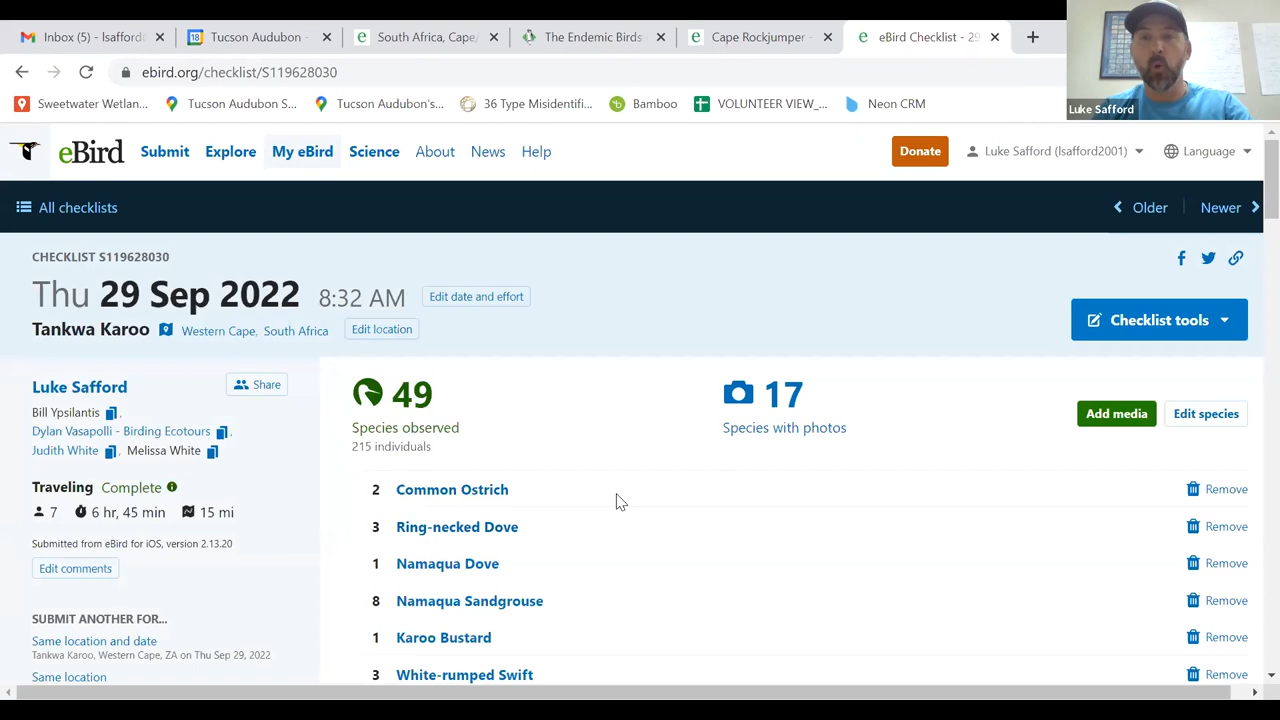 Inbox (5) - lsafford
Tucson Audubon -
South Africa, Cape/
The Endemic Birds
Cape Rockjumper -
eBird Checklist - 29
ebird.org/checklist/S119628030
Sweetwater Wetlan...
Tucson Audubon S...
Tucson Audubon's...
36 Type Misidentifi...
Bamboo
VOLUNTEER VIEW_...
Neon CRM
Luke Safford
eBird
Submit
Explore
My eBird
Science
About
News
Help
Donate
Luke Safford (lsafford2001)
Language
All checklists
Older
Newer
CHECKLIST S119628030
Thu 29 Sep 2022 8:32 AM
Edit date and effort
Tankwa Karoo
Western Cape, South Africa
Edit location
Checklist tools
Luke Safford
Share
Bill Ypsilantis ,
Dylan Vasapolli - Birding Ecotours ,
Judith White , Melissa White
Traveling Complete
7 6 hr, 45 min 15 mi
Submitted from eBird for iOS, version 2.13.20
Edit comments
SUBMIT ANOTHER FOR...
Same location and date
Tankwa Karoo, Western Cape, ZA on Thu Sep 29, 2022
Same location
49
Species observed
215 individuals
17
Species with photos
Add media
Edit species
2 Common Ostrich Remove
3 Ring-necked Dove Remove
1 Namaqua Dove Remove
8 Namaqua Sandgrouse Remove
1 Karoo Bustard Remove
3 White-rumped Swift Remove